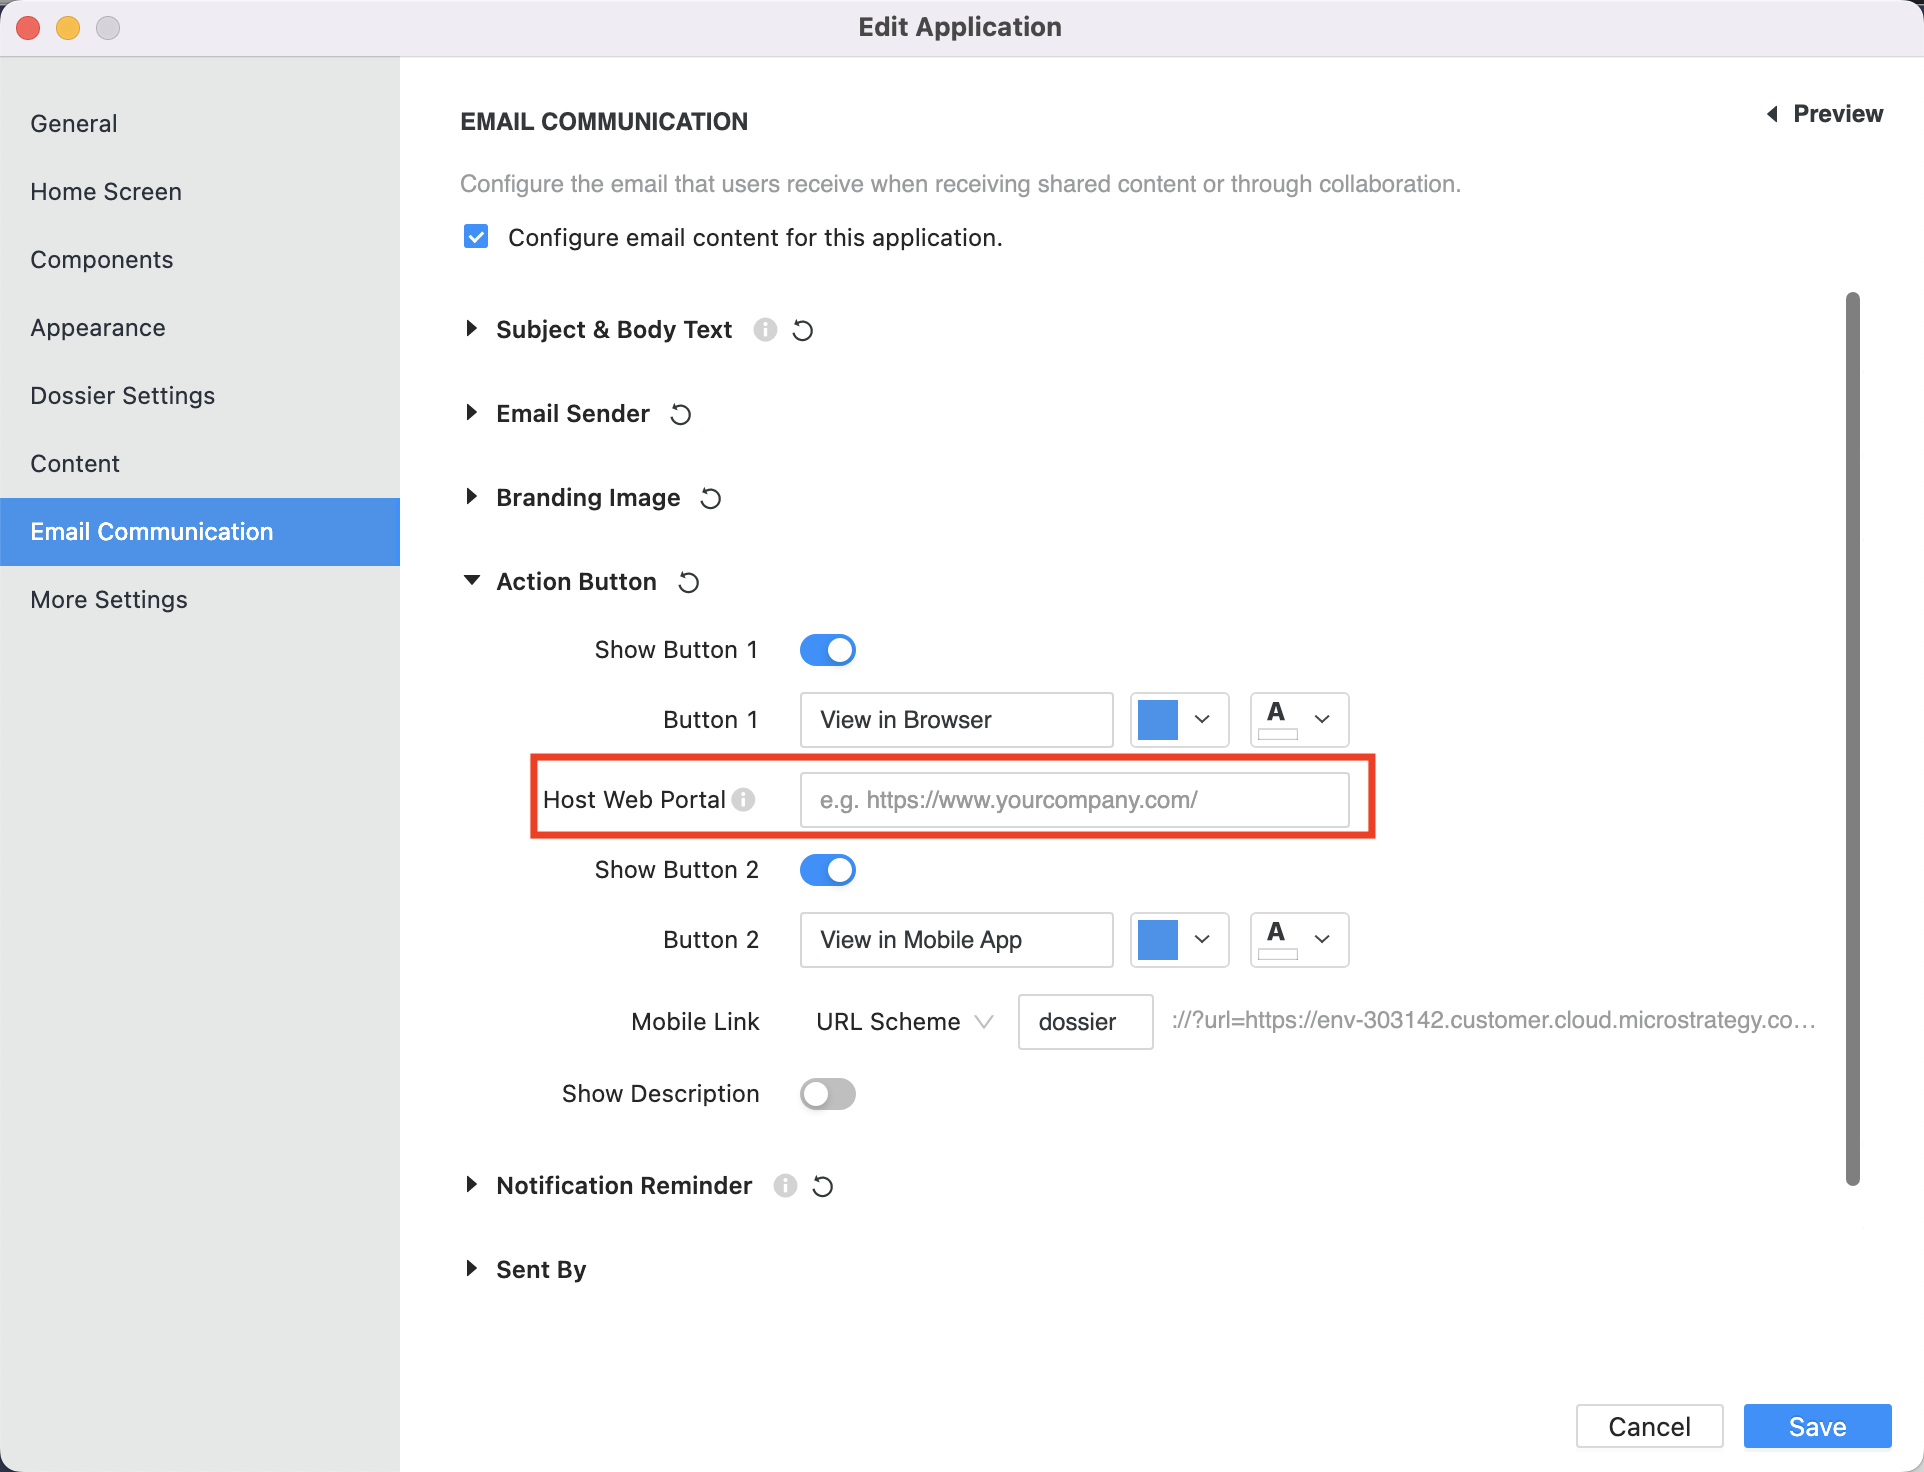 Edit Application
General
Home Screen
Components
Appearance
Dossier Settings
Content
Email Communication
More Settings
EMAIL COMMUNICATION
Preview
Configure the email that users receive when receiving shared content or through collaboration.
Configure email content for this application.
Subject & Body Text
Email Sender
Branding Image
Action Button
Show Button 1
Button 1 View in Browser A
Host Web Portal e.g. https://www.yourcompany.com/
Show Button 2
Button 2 View in Mobile App A
Mobile Link URL Scheme dossier ://?url=https://env-303142.customer.cloud.microstrategy.co...
Show Description
Notification Reminder
Sent By
Cancel Save